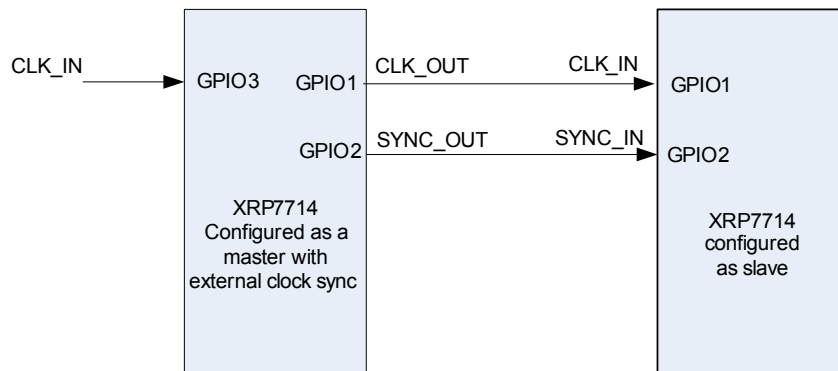 CLK_IN
GPIO3
GPIO1
CLK_OUT
CLK_IN
GPIO1
GPIO2
SYNC_OUT
SYNC_IN
GPIO2
XRP7714
Configured as a
master with
external clock sync
XRP7714
configured
as slave